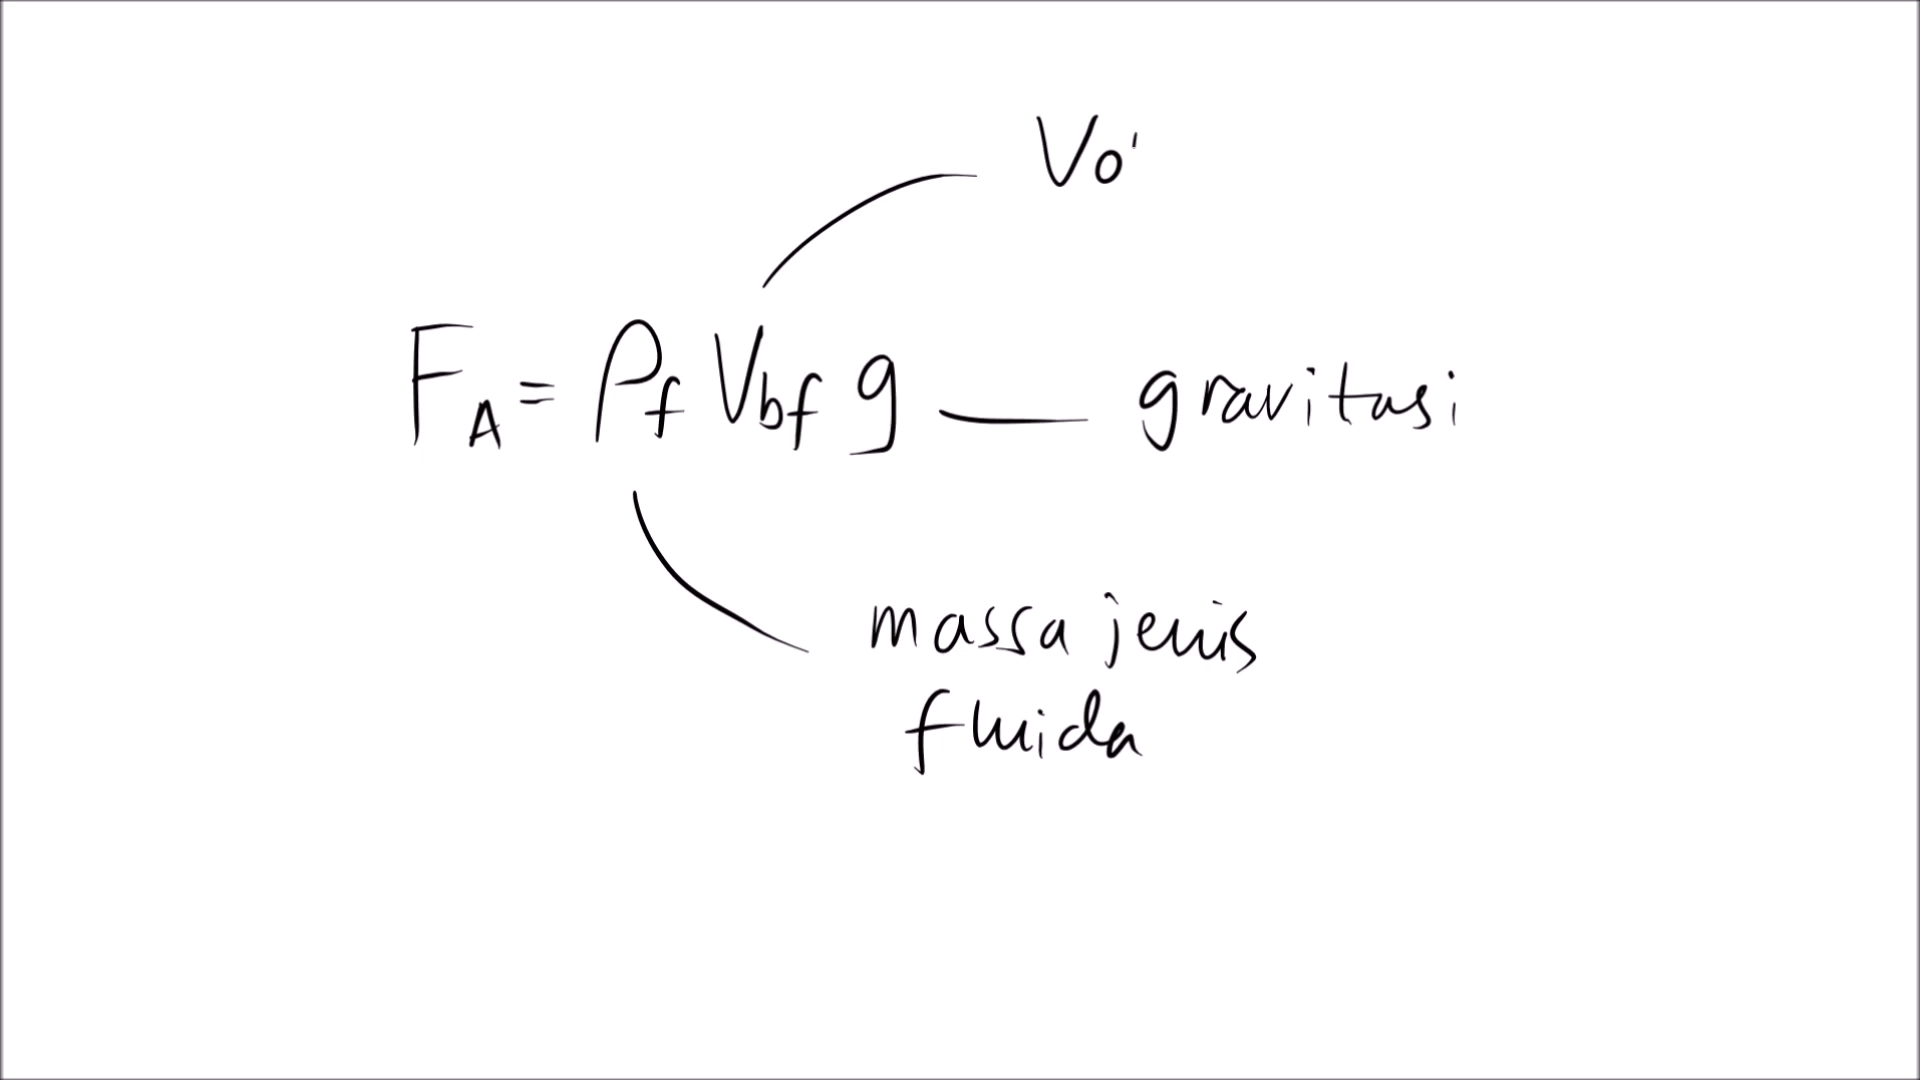 Vo
F_A = ρ_f V_bf g — gravitasi
massa jenis
fluida